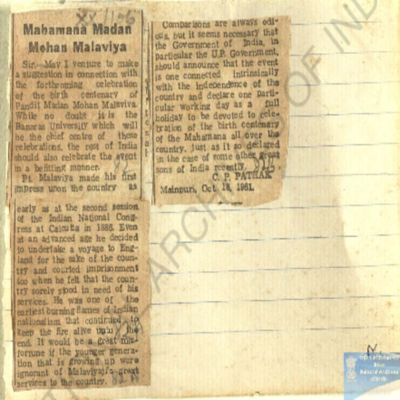 Mahamana Madan
Mohan Malaviya
Sir,—May I venture to make
a suggestion in connection with
the forthcoming celebration
of the birth centenary of
Pandit Madan Mohan Malaviya.
While no doubt it is the
Banaras University which will
be the chief centre of these
celebrations, the rest of India
should also celebrate the event
in a befitting manner.
Pt. Malaviya made his first
impress upon the country as
early as at the second session
of the Indian National Cong-
ress at Calcutta in 1886. Even
at an advanced age he decided
to undertake a voyage to Eng-
land for the sake of the coun-
try and courted imprisonment
too when he felt that the coun-
try sorely stood in need of his
services. He was one of the
earliest burning flames of Indian
nationalism that continued to
keep the fire alive upto the
end. It would be a great mis-
fortune if the younger genera-
tion that is growing up were
ignorant of Malaviya's great
services to the country.
Comparisons are always odi-
ous, but it seems necessary that
the Government of India, in
particular the U.P. Government,
should announce that the event
is one connected intrinsically
with the independence of the
country and declare one parti-
cular working day as a full
holiday to be devoted to cele-
bration of the birth centenary
of the Mahamana all over the
country, just as it so declared
in the case of some other great
sons of India recently.
C. P. PATHAK
Mainpuri, Oct. 18, 1961.